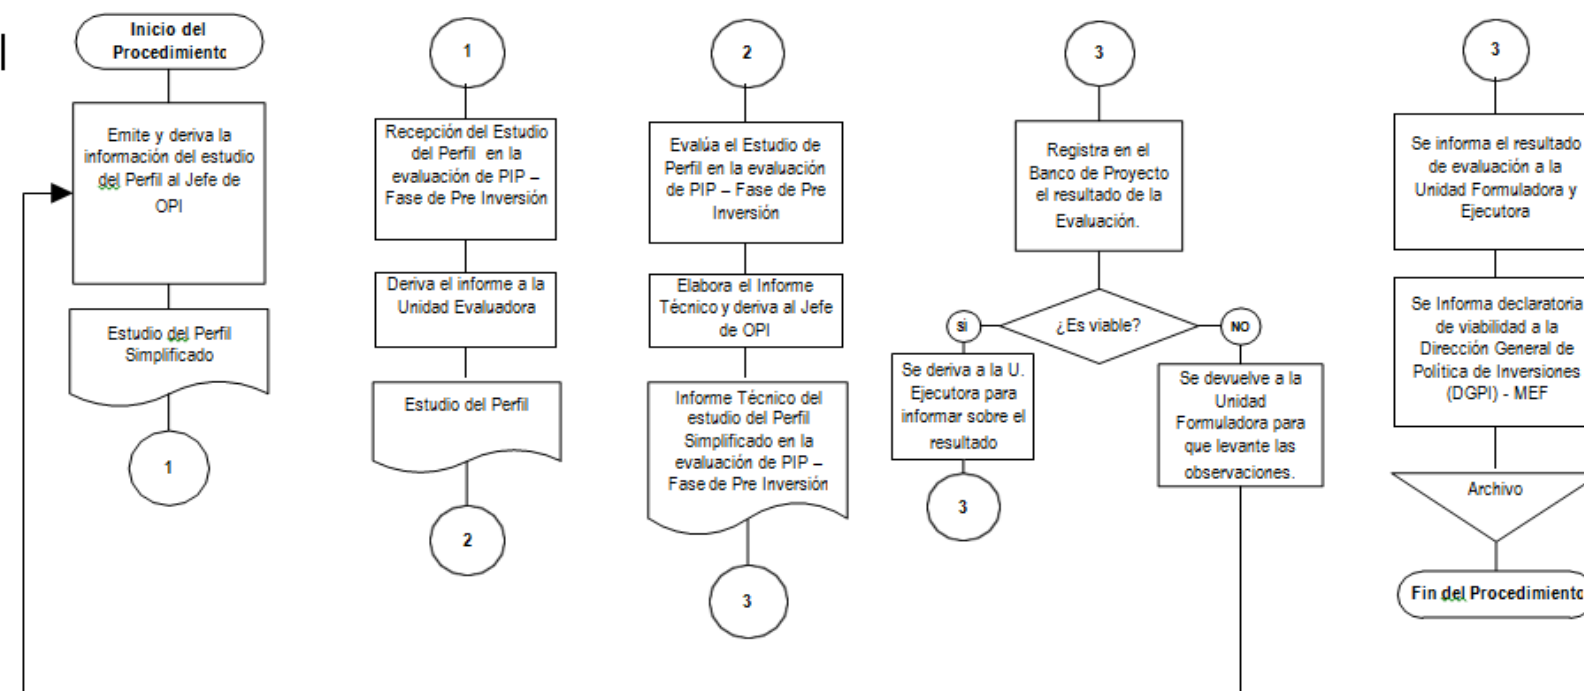 Inicio del
Procedimiento
Emite y deriva la
información del estudio
del Perfil al Jefe de
OPI
Estudio del Perfil
Simplificado
1
1
Recepción del Estudio
del Perfil en la
evaluación de PIP –
Fase de Pre Inversión
Deriva el informe a la
Unidad Evaluadora
Estudio del Perfil
2
2
Evalúa el Estudio de
Perfil en la evaluación
de PIP – Fase de Pre
Inversión
Elabora el Informe
Técnico y deriva al Jefe
de OPI
Informe Técnico del
estudio del Perfil
Simplificado en la
evaluación de PIP –
Fase de Pre Inversión
3
3
Registra en el
Banco de Proyecto
el resultado de la
Evaluación.
¿Es viable?
SI
NO
Se deriva a la U.
Ejecutora para
informar sobre el
resultado
3
Se devuelve a la
Unidad
Formuladora para
que levante las
observaciones.
3
Se informa el resultado
de evaluación a la
Unidad Formuladora y
Ejecutora
Se Informa declaratoria
de viabilidad a la
Dirección General de
Política de Inversiones
(DGPI) - MEF
Archivo
Fin del Procedimiento